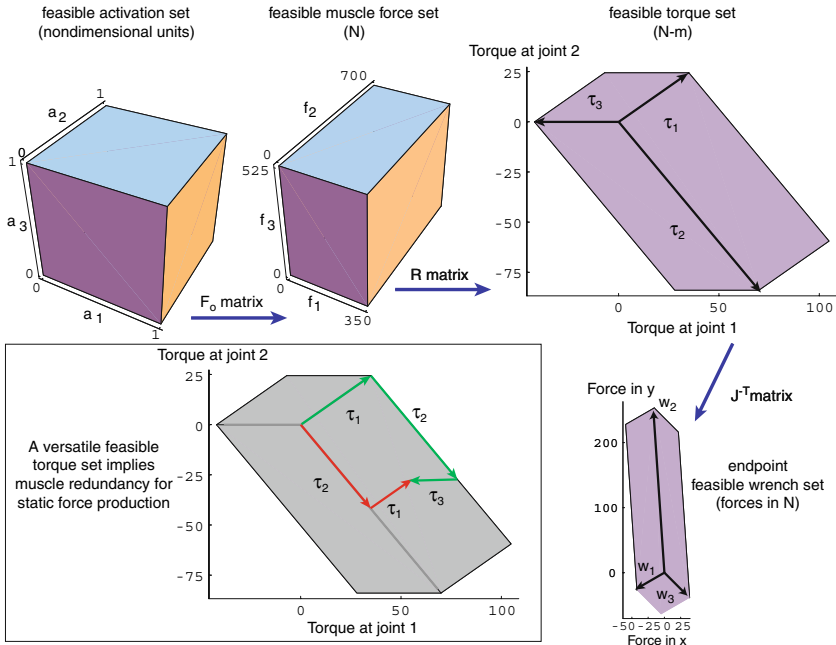 feasible activation set
(nondimensional units)
feasible muscle force set
(N)
feasible torque set
(N-m)
1
a2
0
1
a3
0
a1
1
Fo matrix
700
f2
0
525
f3
0
f1
350
R matrix
Torque at joint 2
25
0
-25
-50
-75
τ3
τ1
τ2
0
50
100
Torque at joint 1
J-T matrix
Torque at joint 2
25
0
-25
-50
-75
τ1
τ2
τ2
τ1
τ3
0
50
100
Torque at joint 1
A versatile feasible
torque set implies
muscle redundancy for
static force production
Force in y
w2
200
100
0
w1
w3
-50
-25
0
25
Force in x
endpoint
feasible wrench set
(forces in N)